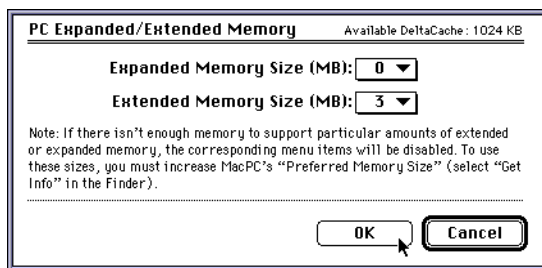 PC Expanded/Extended Memory Available DeltaCache: 1024 KB
Expanded Memory Size (MB): 0
Extended Memory Size (MB): 3
Note: If there isn't enough memory to support particular amounts of extended
or expanded memory, the corresponding menu items will be disabled. To use
these sizes, you must increase MacPC's “Preferred Memory Size” (select “Get
Info” in the Finder).
OK Cancel